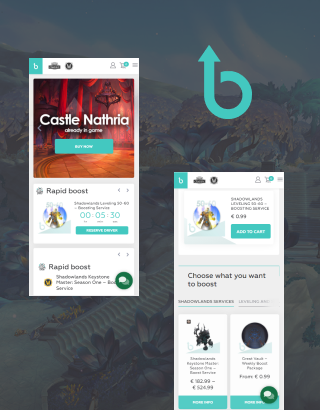 b
Castle Nathria
already in game
BUY NOW
Rapid boost
Shadowlands Leveling 50-60
- Boosting Service
00:05:30
RESERVE DRIVER
Rapid boost
Shadowlands Keystone
Master: Season One – Boost
Service
b
SHADOWLANDS
LEVELING 50-60 -
BOOSTING SERVICE
€ 0.99
ADD TO CART
Choose what you want
to boost
SHADOWLANDS SERVICES
Shadowlands
Keystone Master:
Season One –
Boost Service
€ 182.99 –
€ 524.99
MORE INFO
Great Vault –
Weekly Boost
Package
From: € 0.99
MORE INFO